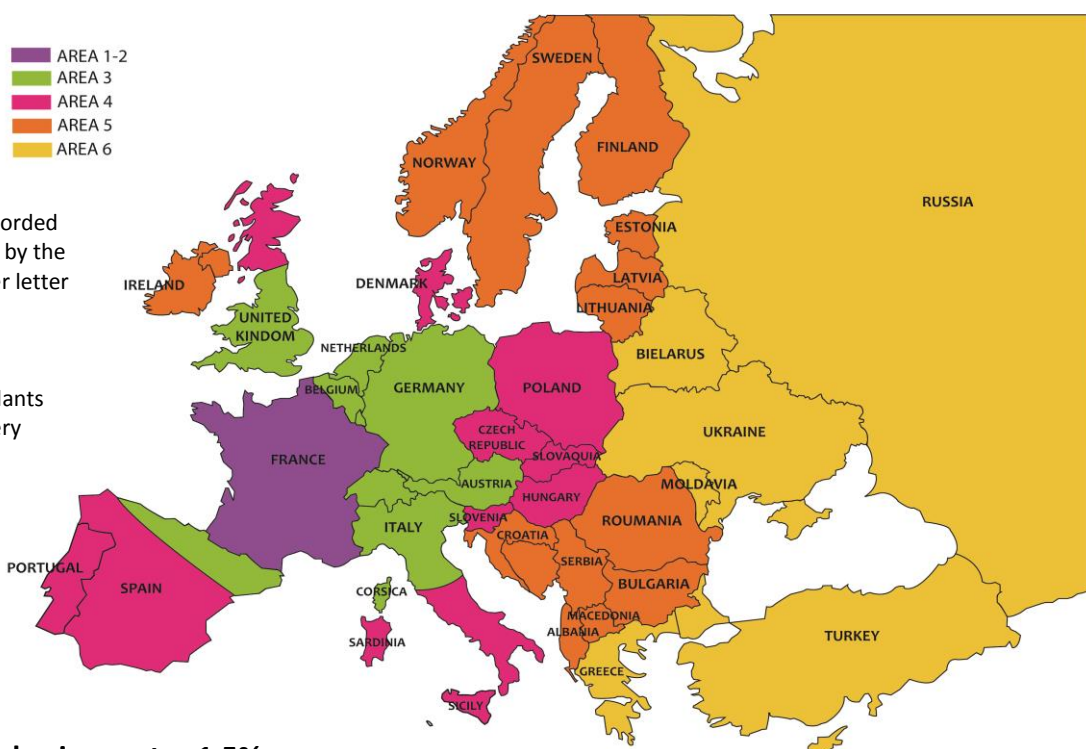 AREA 1-2
AREA 3
AREA 4
AREA 5
AREA 6
orded
by the
r letter
lants
ery
SWEDEN
NORWAY
FINLAND
RUSSIA
ESTONIA
LATVIA
LITHUANIA
IRELAND
DENMARK
UNITED
KINDOM
NETHERLANDS
BELGIUM
GERMANY
POLAND
BIELARUS
UKRAINE
CZECH
REPUBLIC
SLOVAQUIA
FRANCE
AUSTRIA
HUNGARY
MOLDAVIA
ITALY
SLOVENIA
CROATIA
ROUMANIA
SERBIA
BULGARIA
PORTUGAL
SPAIN
CORSICA
SARDINIA
MACEDONIA
ALBANIA
GREECE
TURKEY
SICILY